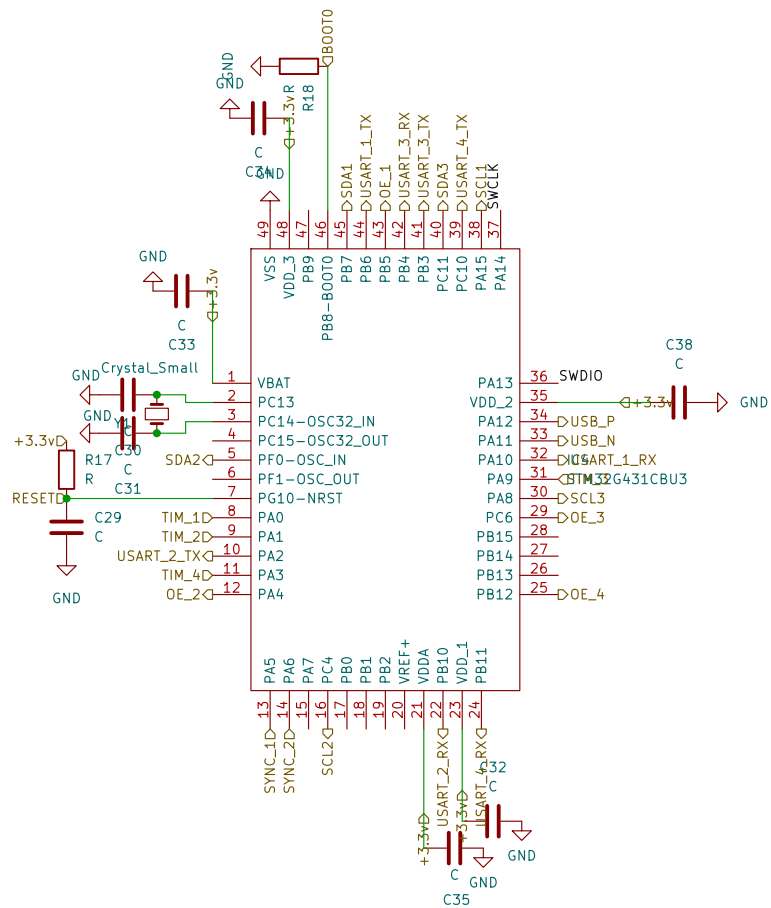 BOOT0
GND
R
R18
GND
+3.3v
C
C34
GND
SDA1
USART_1_TX
OE_1
USART_3_RX
USART_3_TX
SDA3
USART_4_TX
SCL1
SWCLK
49
48
47
46
45
44
43
42
41
40
39
38
37
VSS
VDD_3
PB9
PB8-BOOT0
PB7
PB6
PB5
PB4
PB3
PC11
PC10
PA15
PA14
GND
+3.3v
C
C33
Crystal_Small
GND
GND
Y1
C
C30
C
C31
+3.3v
R17
R
RESET
C29
C
GND
1 VBAT
2 PC13
3 PC14-OSC32_IN
4 PC15-OSC32_OUT
SDA2 5 PF0-OSC_IN
6 PF1-OSC_OUT
7 PG10-NRST
TIM_1 8 PA0
TIM_2 9 PA1
USART_2_TX 10 PA2
TIM_4 11 PA3
OE_2 12 PA4
PA13 36 SWDIO
VDD_2 35 +3.3v
C38
C
GND
PA12 34 USB_P
PA11 33 USB_N
PA10 32 USART_1_RX
IC4
PA9 31
STM32G431CBU3
PA8 30 SCL3
PC6 29 OE_3
PB15 28
PB14 27
PB13 26
PB12 25 OE_4
PA5
PA6
PA7
PC4
PB0
PB1
PB2
VREF+
VDDA
PB10
VDD_1
PB11
13
14
15
16
17
18
19
20
21
22
23
24
SYNC_1
SYNC_2
SCL2
USART_2_RX
USART_4_RX
C32
C
+3.3v
+3.3v
GND
GND
C
C35